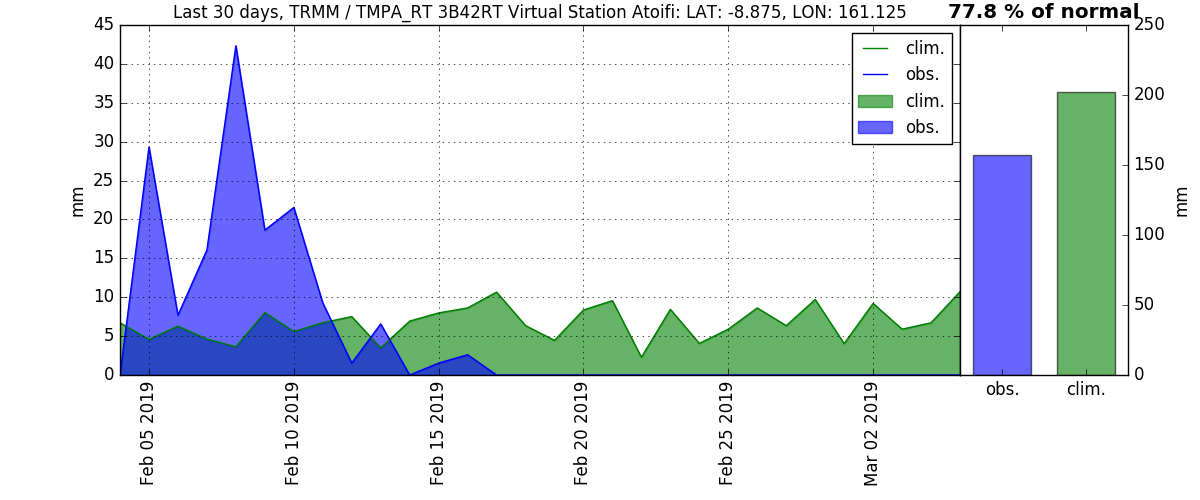 Last 30 days, TRMM / TMPA_RT 3B42RT Virtual Station Atoifi: LAT: -8.875, LON: 161.125
77.8 % of normal
45
40
35
30
25
20
15
10
5
0
mm
clim.
obs.
clim.
obs.
Feb 05 2019
Feb 10 2019
Feb 15 2019
Feb 20 2019
Feb 25 2019
Mar 02 2019
250
200
150
100
50
0
mm
obs.
clim.